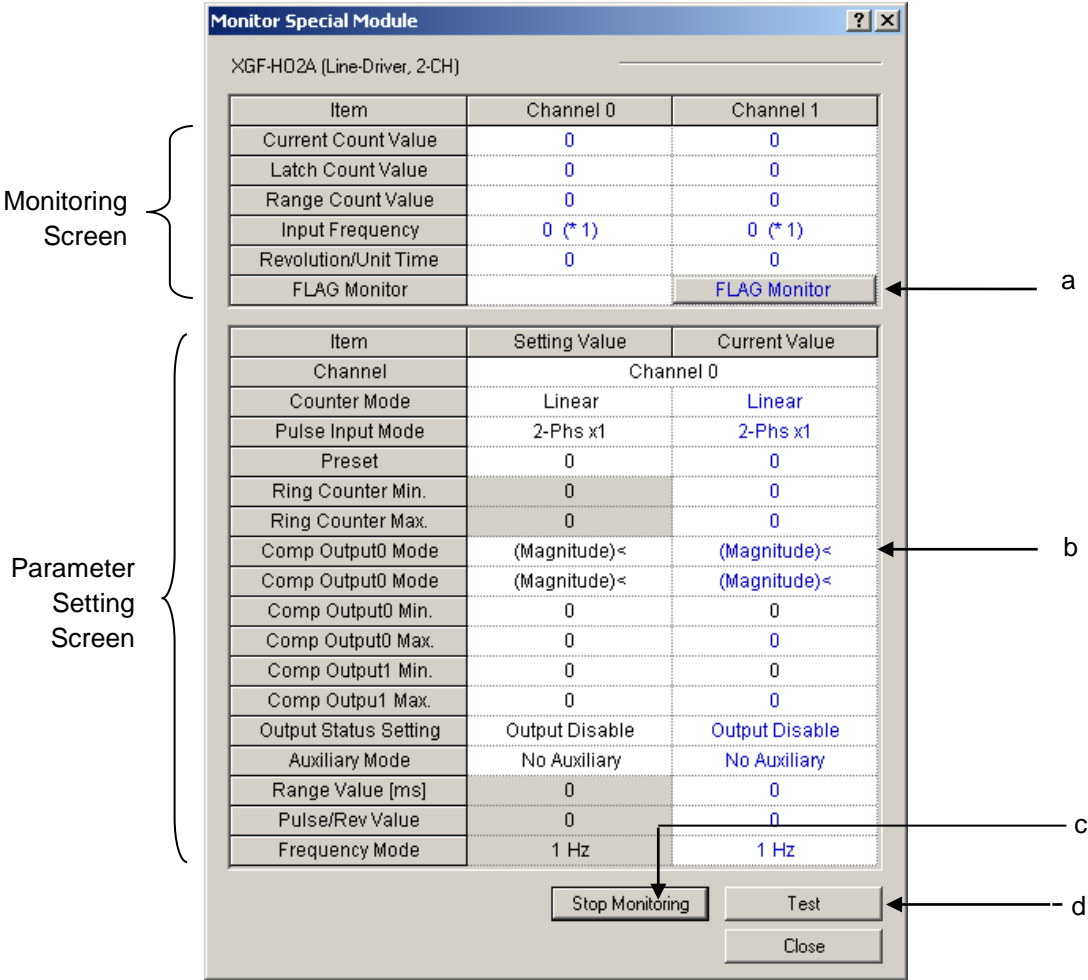 Monitor Special Module
XGF-HO2A (Line-Driver, 2-CH)
Item Channel 0 Channel 1
Current Count Value 0 0
Latch Count Value 0 0
Range Count Value 0 0
Input Frequency 0 (* 1) 0 (* 1)
Revolution/Unit Time 0 0
FLAG Monitor FLAG Monitor
Monitoring
Screen
a
Item Setting Value Current Value
Channel Channel 0
Counter Mode Linear Linear
Pulse Input Mode 2-Phs x1 2-Phs x1
Preset 0 0
Ring Counter Min. 0 0
Ring Counter Max. 0 0
Comp Output0 Mode (Magnitude)< (Magnitude)<
Comp Output0 Mode (Magnitude)< (Magnitude)<
Comp Output0 Min. 0 0
Comp Output0 Max. 0 0
Comp Output1 Min. 0 0
Comp Outpu1 Max. 0 0
Output Status Setting Output Disable Output Disable
Auxiliary Mode No Auxiliary No Auxiliary
Range Value [ms] 0 0
Pulse/Rev Value 0 0
Frequency Mode 1 Hz 1 Hz
Parameter
Setting
Screen
b
c
Stop Monitoring Test
d
Close